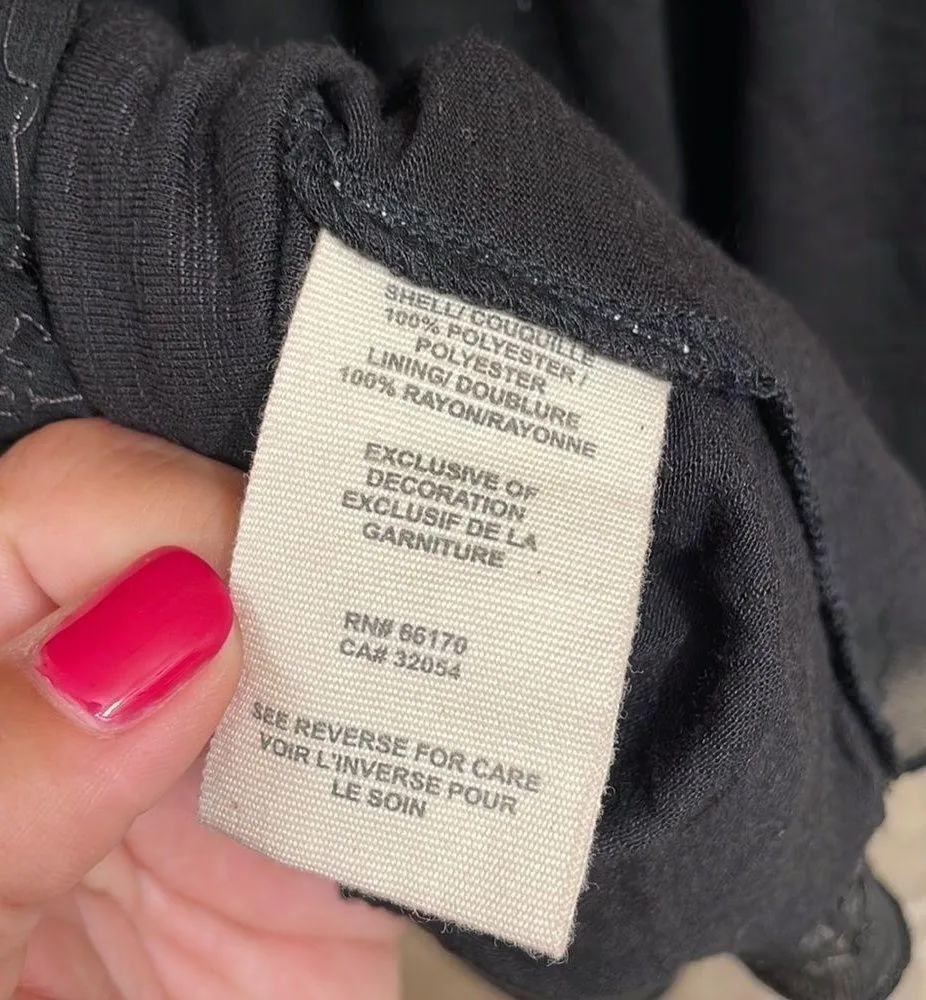 SHELL/ COUQUILLE
100% POLYESTER/
POLYESTER
LINING/ DOUBLURE
100% RAYON/RAYONNE
EXCLUSIVE OF
DECORATION
EXCLUSIF DE LA
GARNITURE
RN# 66170
CA# 32054
SEE REVERSE FOR CARE
VOIR L'INVERSE POUR
LE SOIN